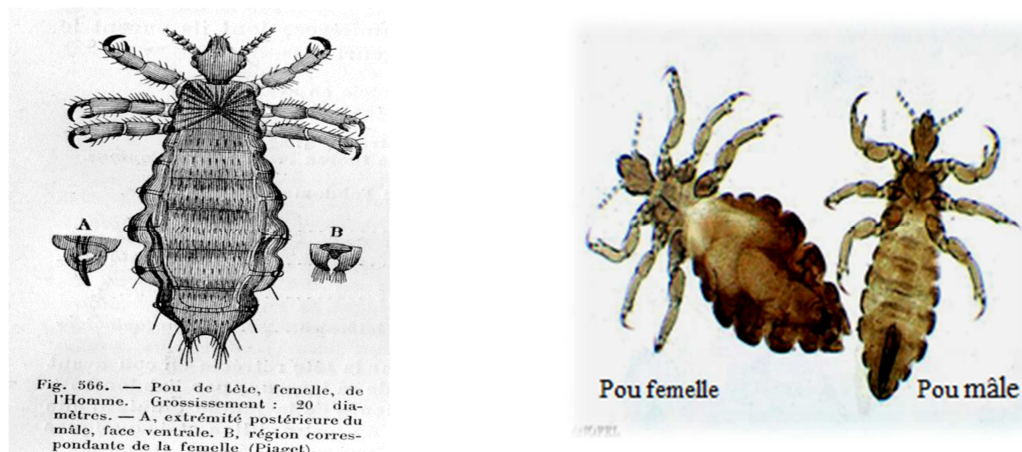 A
B
Fig. 566. — Pou de tête, femelle, de
l'Homme. Grossissement : 20 dia-
mètres. — A, extrémité postérieure du
mâle, face ventrale. B, région corres-
pondante de la femelle (Piaget).
Pou femelle
Pou mâle